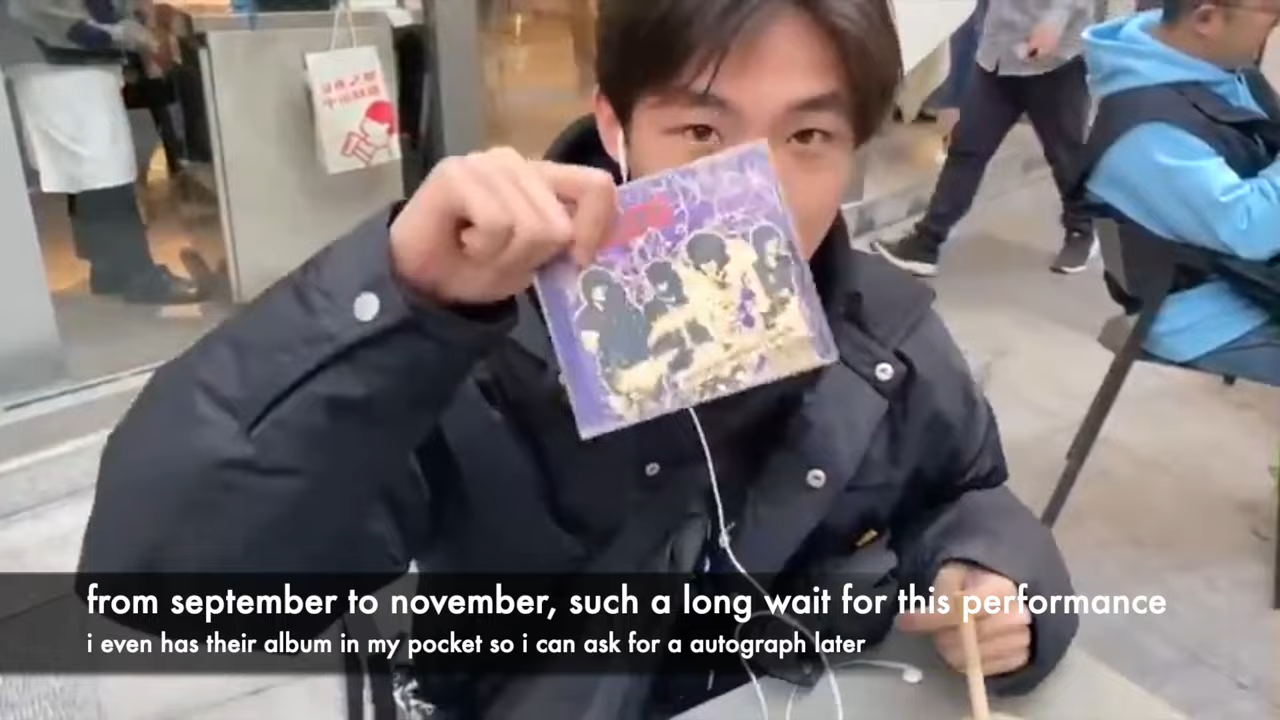 from september to november, such a long wait for this performance
i even has their album in my pocket so i can ask for a autograph later